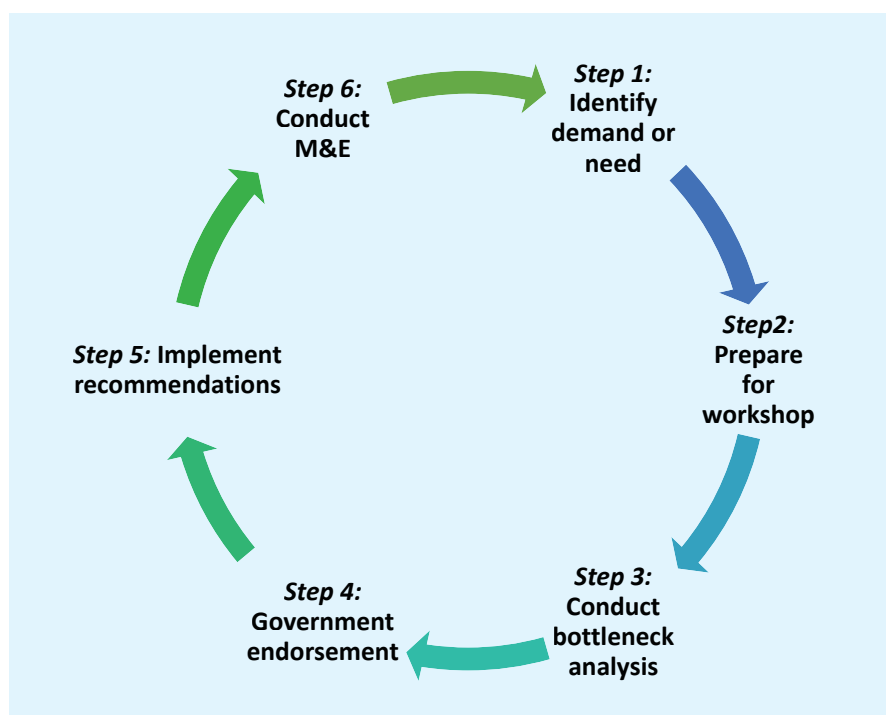 Step 1:
Identify
demand or
need
Step2:
Prepare
for
workshop
Step 3:
Conduct
bottleneck
analysis
Step 4:
Government
endorsement
Step 5: Implement
recommendations
Step 6:
Conduct
M&E